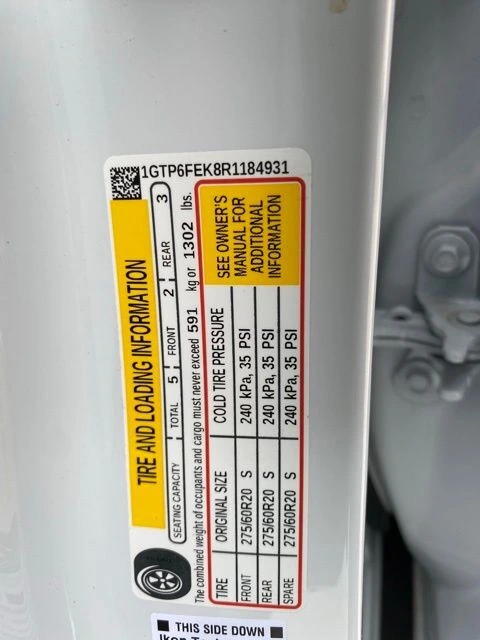 1GTP6FEK8R1184931
TIRE AND LOADING INFORMATION
SEATING CAPACITY TOTAL 5 FRONT 2 REAR 3
The combined weight of occupants and cargo must never exceed 591 kg or 1302 lbs.
TIRE ORIGINAL SIZE COLD TIRE PRESSURE
FRONT 275/60R20 S 240 kPa, 35 PSI
REAR 275/60R20 S 240 kPa, 35 PSI
SPARE 275/60R20 S 240 kPa, 35 PSI
SEE OWNER'S
MANUAL FOR
ADDITIONAL
INFORMATION
THIS SIDE DOWN